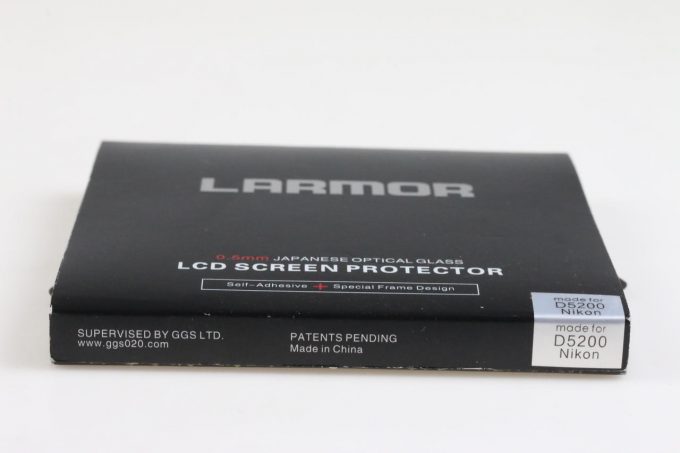 LARMOR
0.5mm JAPANESE OPTICAL GLASS
LCD SCREEN PROTECTOR
Self-Adhesive + Special Frame Design
made for
D5200
Nikon
SUPERVISED BY GGS LTD.
www.ggs020.com
PATENTS PENDING
Made in China
made for
D5200
Nikon